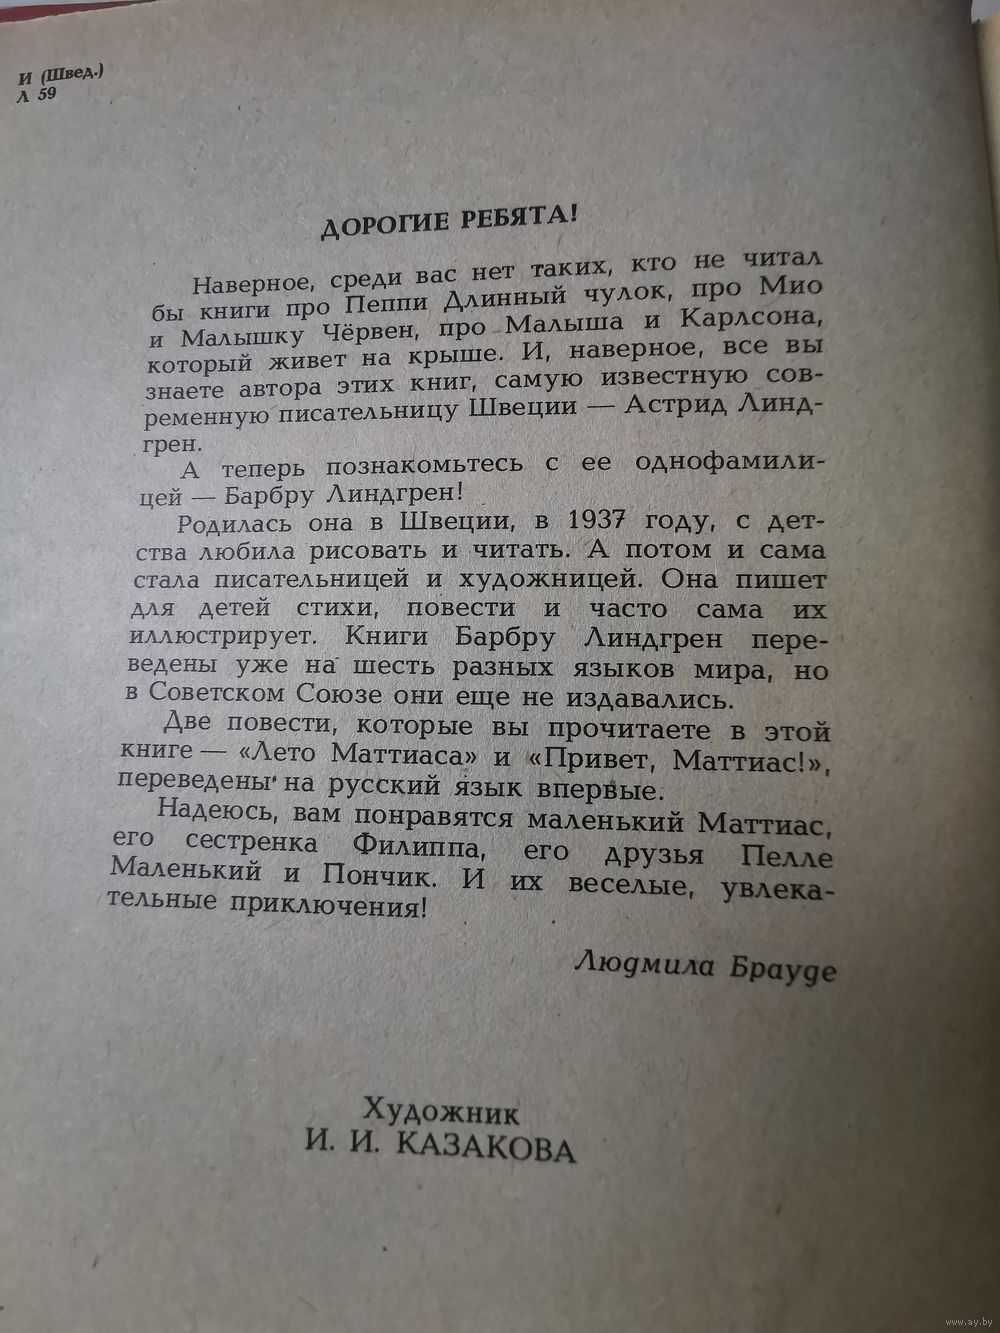 И (Швед.)
Л 59
ДОРОГИЕ РЕБЯТА!
Наверное, среди вас нет таких, кто не читал
бы книги про Пеппи Длинный чулок, про Мио
и Малышку Чёрвен, про Малыша и Карлсона,
который живет на крыше. И, наверное, все вы
знаете автора этих книг, самую известную сов-
ременную писательницу Швеции — Астрид Линд-
грен.
А теперь познакомьтесь с ее однофамили-
цей — Барбру Линдгрен!
Родилась она в Швеции, в 1937 году, с дет-
ства любила рисовать и читать. А потом и сама
стала писательницей и художницей. Она пишет
для детей стихи, повести и часто сама их
иллюстрирует. Книги Барбру Линдгрен пере-
ведены уже на шесть разных языков мира, но
в Советском Союзе они еще не издавались.
Две повести, которые вы прочитаете в этой
книге — «Лето Маттиаса» и «Привет, Маттиас!»,
переведены на русский язык впервые.
Надеюсь, вам понравятся маленький Маттиас,
его сестренка Филиппа, его друзья Пелле
Маленький и Пончик. И их веселые, увлека-
тельные приключения!
Людмила Брауде
Художник
И. И. КАЗАКОВА
www.ay.by